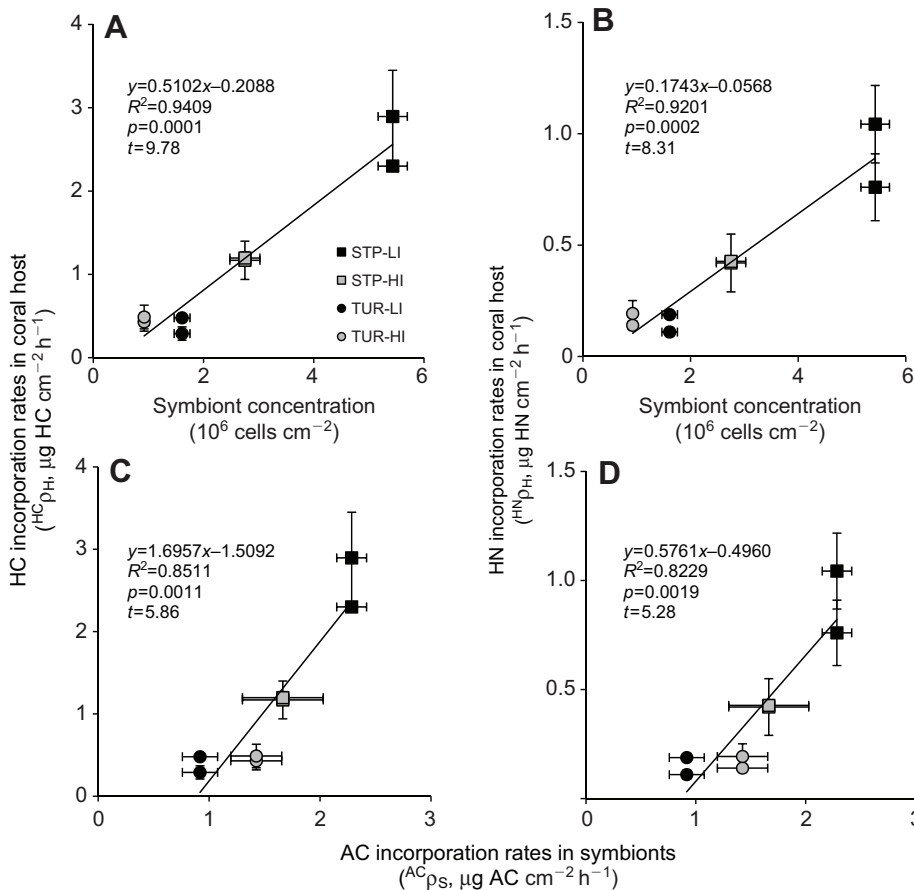 A
y=0.5102x–0.2088
R²=0.9409
p=0.0001
t=9.78
STP-LI
STP-HI
TUR-LI
TUR-HI
4
3
2
1
0
0 2 4 6
Symbiont concentration
(10⁶ cells cm⁻²)
HC incorporation rates in coral host
(ᴴᶜρH, µg HC cm⁻² h⁻¹)
B
y=0.1743x–0.0568
R²=0.9201
p=0.0002
t=8.31
1.5
1.0
0.5
0
0 2 4 6
Symbiont concentration
(10⁶ cells cm⁻²)
HN incorporation rates in coral host
(ᴴᴺρH, µg HN cm⁻² h⁻¹)
C
y=1.6957x–1.5092
R²=0.8511
p=0.0011
t=5.86
4
3
2
1
0
0 1 2 3
D
y=0.5761x–0.4960
R²=0.8229
p=0.0019
t=5.28
1.5
1.0
0.5
0 1 2 3
AC incorporation rates in symbionts
(ᴬᶜρS, µg AC cm⁻² h⁻¹)